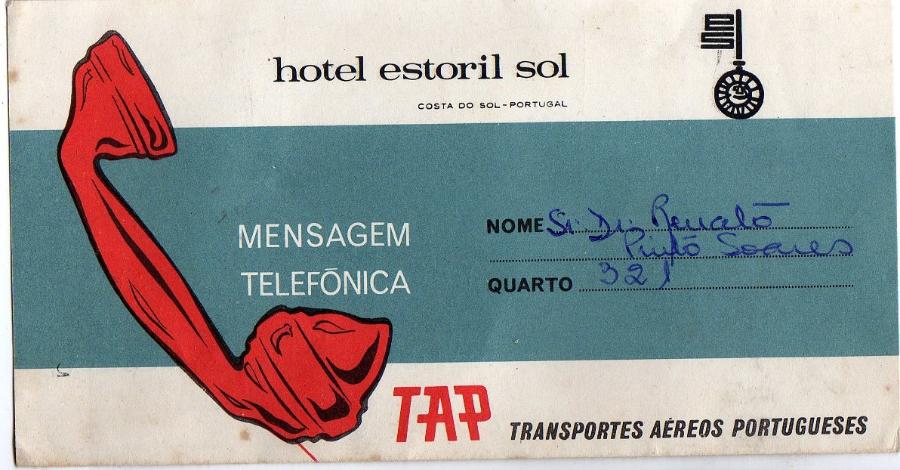 hotel estoril sol
COSTA DO SOL - PORTUGAL
MENSAGEM
TELEFÓNICA
NOME Sr. Dr. Renato
Pinto Soares
QUARTO 321
TAP TRANSPORTES AÉREOS PORTUGUESES